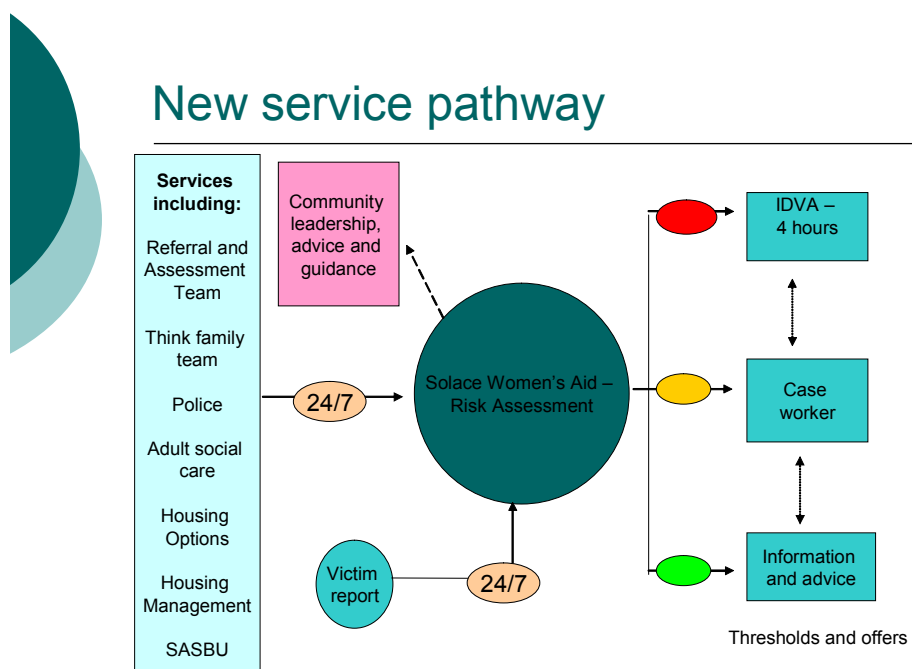 New service pathway
Services
including:
Referral and
Assessment
Team
Think family
team
Police
Adult social
care
Housing
Options
Housing
Management
SASBU
Community
leadership,
advice and
guidance
24/7
Victim
report
24/7
Solace Women's Aid –
Risk Assessment
IDVA –
4 hours
Case
worker
Information
and advice
Thresholds and offers